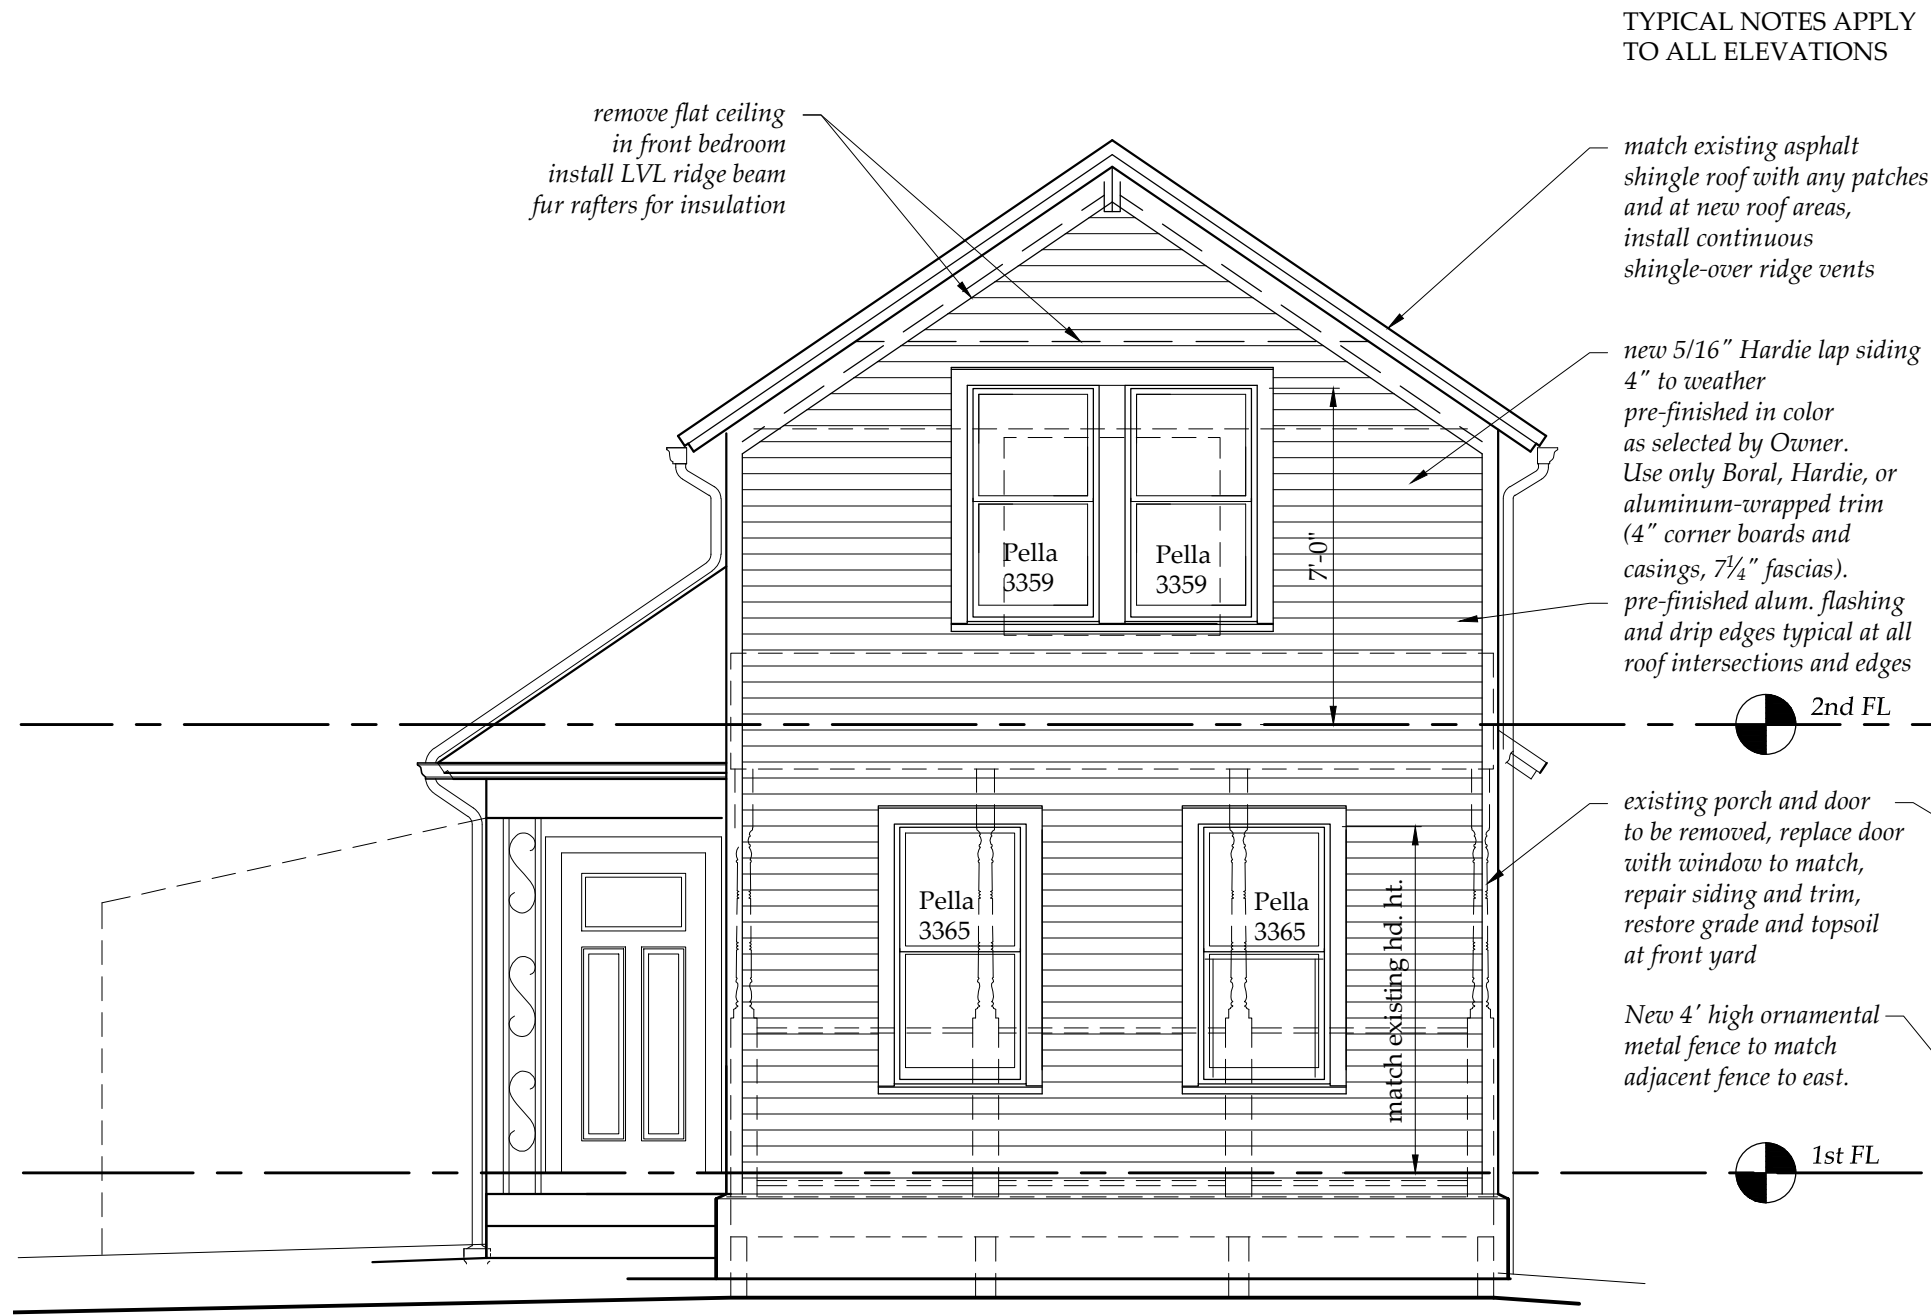 TYPICAL NOTES APPLY
TO ALL ELEVATIONS
remove flat ceiling
in front bedroom
install LVL ridge beam
fur rafters for insulation
match existing asphalt
shingle roof with any patches
and at new roof areas,
install continuous
shingle-over ridge vents
new 5/16" Hardie lap siding
4" to weather
pre-finished in color
as selected by Owner.
Use only Boral, Hardie, or
aluminum-wrapped trim
(4" corner boards and
casings, 7¼" fascias).
pre-finished alum. flashing
and drip edges typical at all
roof intersections and edges
Pella
3359
Pella
3359
7'-0"
2nd FL
existing porch and door
to be removed, replace door
with window to match,
repair siding and trim,
restore grade and topsoil
at front yard
Pella
3365
Pella
3365
match existing hd. ht.
New 4' high ornamental
metal fence to match
adjacent fence to east.
1st FL